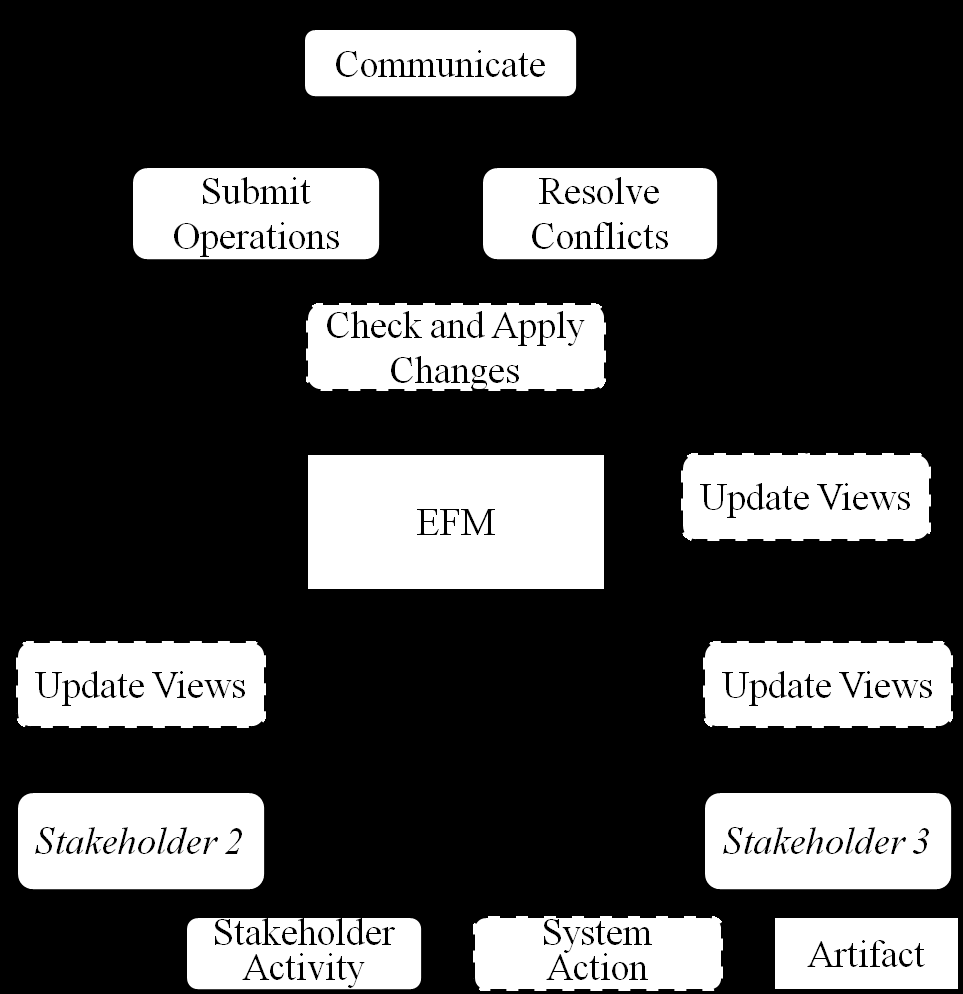 Communicate
Submit
Operations
Resolve
Conflicts
Check and Apply
Changes
EFM
Update Views
Update Views
Update Views
Stakeholder 2
Stakeholder 3
Stakeholder
Activity
System
Action
Artifact